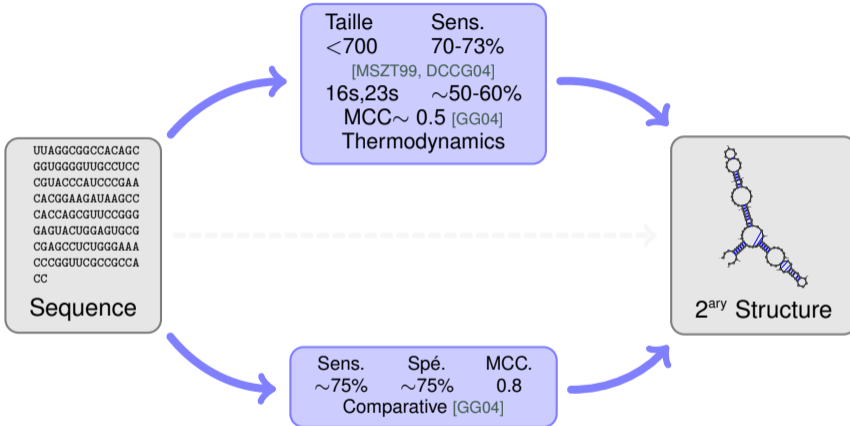 Taille Sens.
<700 70-73%
[MSZT99, DCCG04]
16s,23s ∼50-60%
MCC∼ 0.5 [GG04]
Thermodynamics
UUAGGCGGCCACAGC
GGUGGGGUUGCCUCC
CGUACCCAUCCCGAA
CACGGAAGAUAAGCC
CACCAGCGUUCCGGG
GAGUACUGGAGUGCG
CGAGCCUCUGGGAAA
CCCGGUUCGCCGCCA
CC
Sequence
2ary Structure
Sens. Spé. MCC.
∼75% ∼75% 0.8
Comparative [GG04]